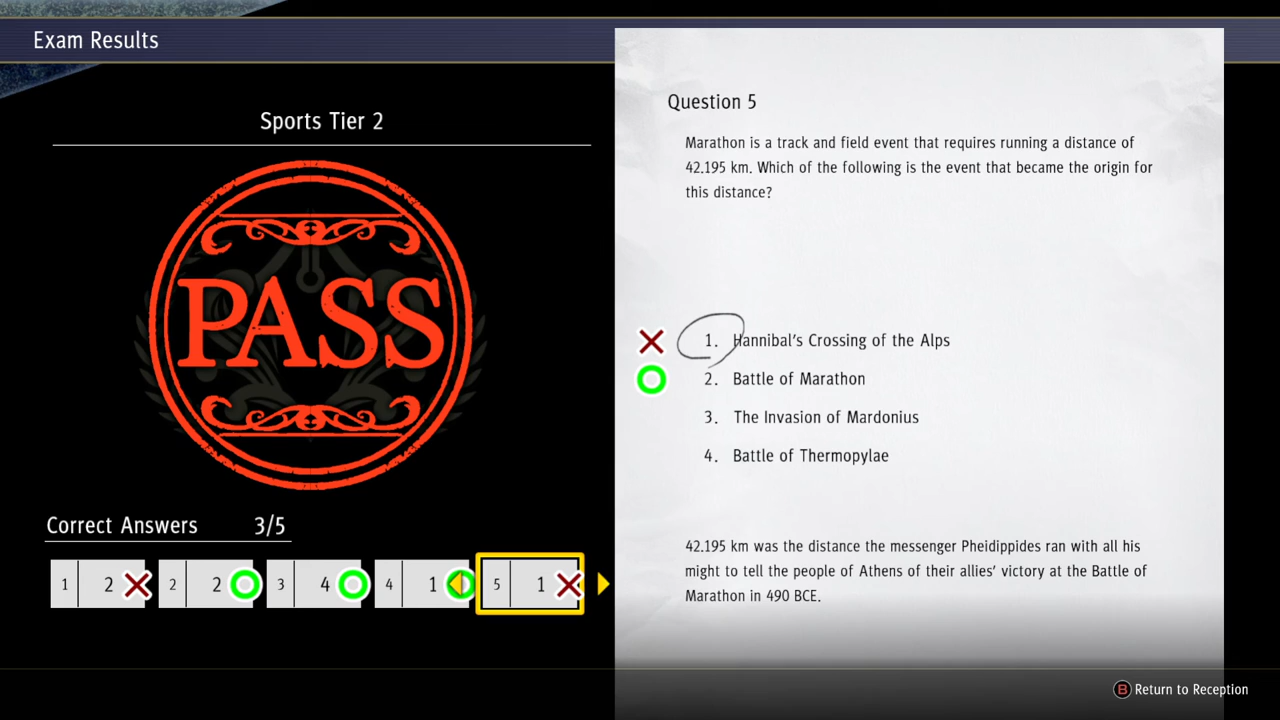 Exam Results
Sports Tier 2
PASS
Correct Answers 3/5
1 2 2 2 3 4 4 1 5 1
Question 5
Marathon is a track and field event that requires running a distance of
42.195 km. Which of the following is the event that became the origin for
this distance?
1. Hannibal's Crossing of the Alps
2. Battle of Marathon
3. The Invasion of Mardonius
4. Battle of Thermopylae
42.195 km was the distance the messenger Pheidippides ran with all his
might to tell the people of Athens of their allies' victory at the Battle of
Marathon in 490 BCE.
B Return to Reception